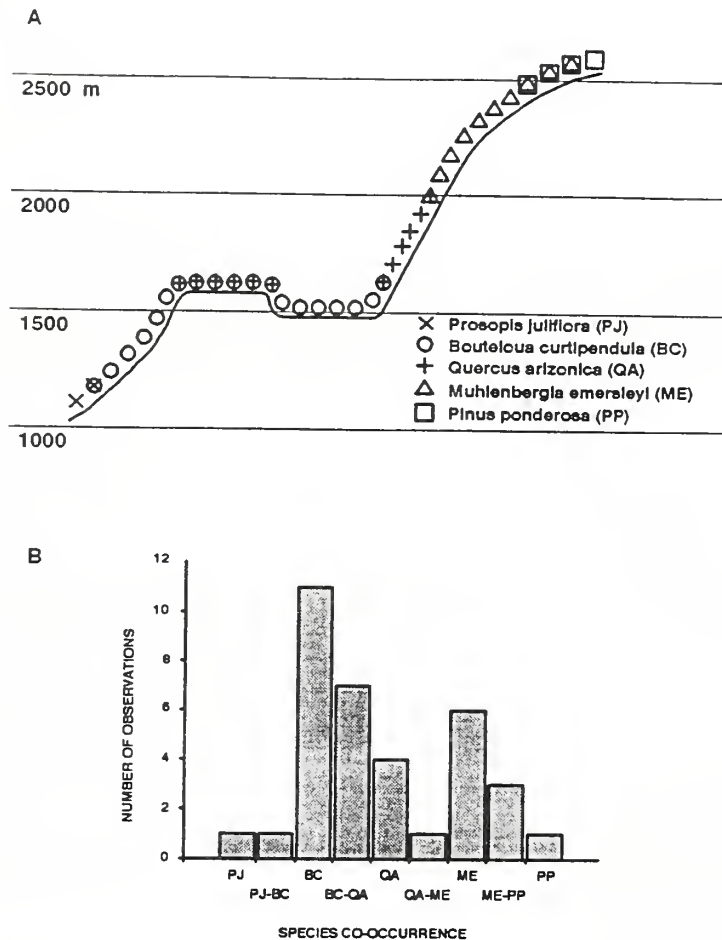 A
2500 m
2000
1500
1000
Prosopis juliflora (PJ)
Bouteloua curtipendula (BC)
Quercus arizonica (QA)
Muhlenbergia emersleyi (ME)
Pinus ponderosa (PP)
B
NUMBER OF OBSERVATIONS
12
10
8
6
4
2
0
PJ
PJ-BC
BC
BC-QA
QA
QA-ME
ME
ME-PP
PP
SPECIES CO-OCCURRENCE